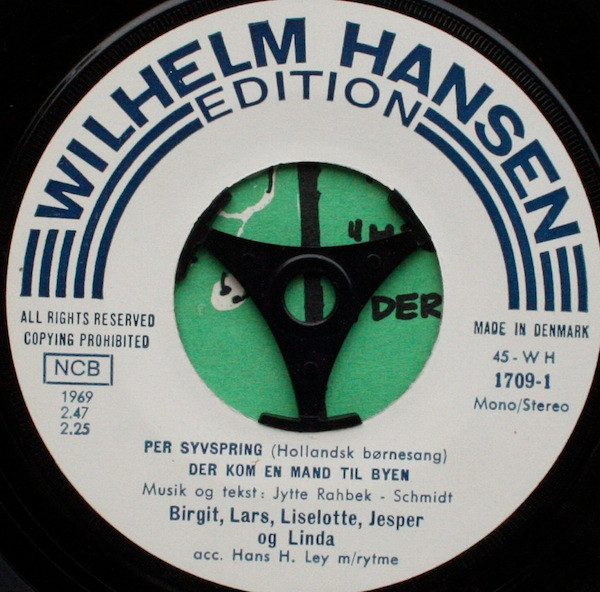 WILHELM HANSEN
EDITION
ALL RIGHTS RESERVED
COPYING PROHIBITED
NCB
1969
2.47
2.25
MADE IN DENMARK
45 - W H
1709-1
Mono/Stereo
DER
PER SYVSPRING (Hollandsk børnesang)
DER KOM EN MAND TIL BYEN
Musik og tekst: Jytte Rahbek - Schmidt
Birgit, Lars, Liselotte, Jesper
og Linda
acc. Hans H. Ley m/rytme